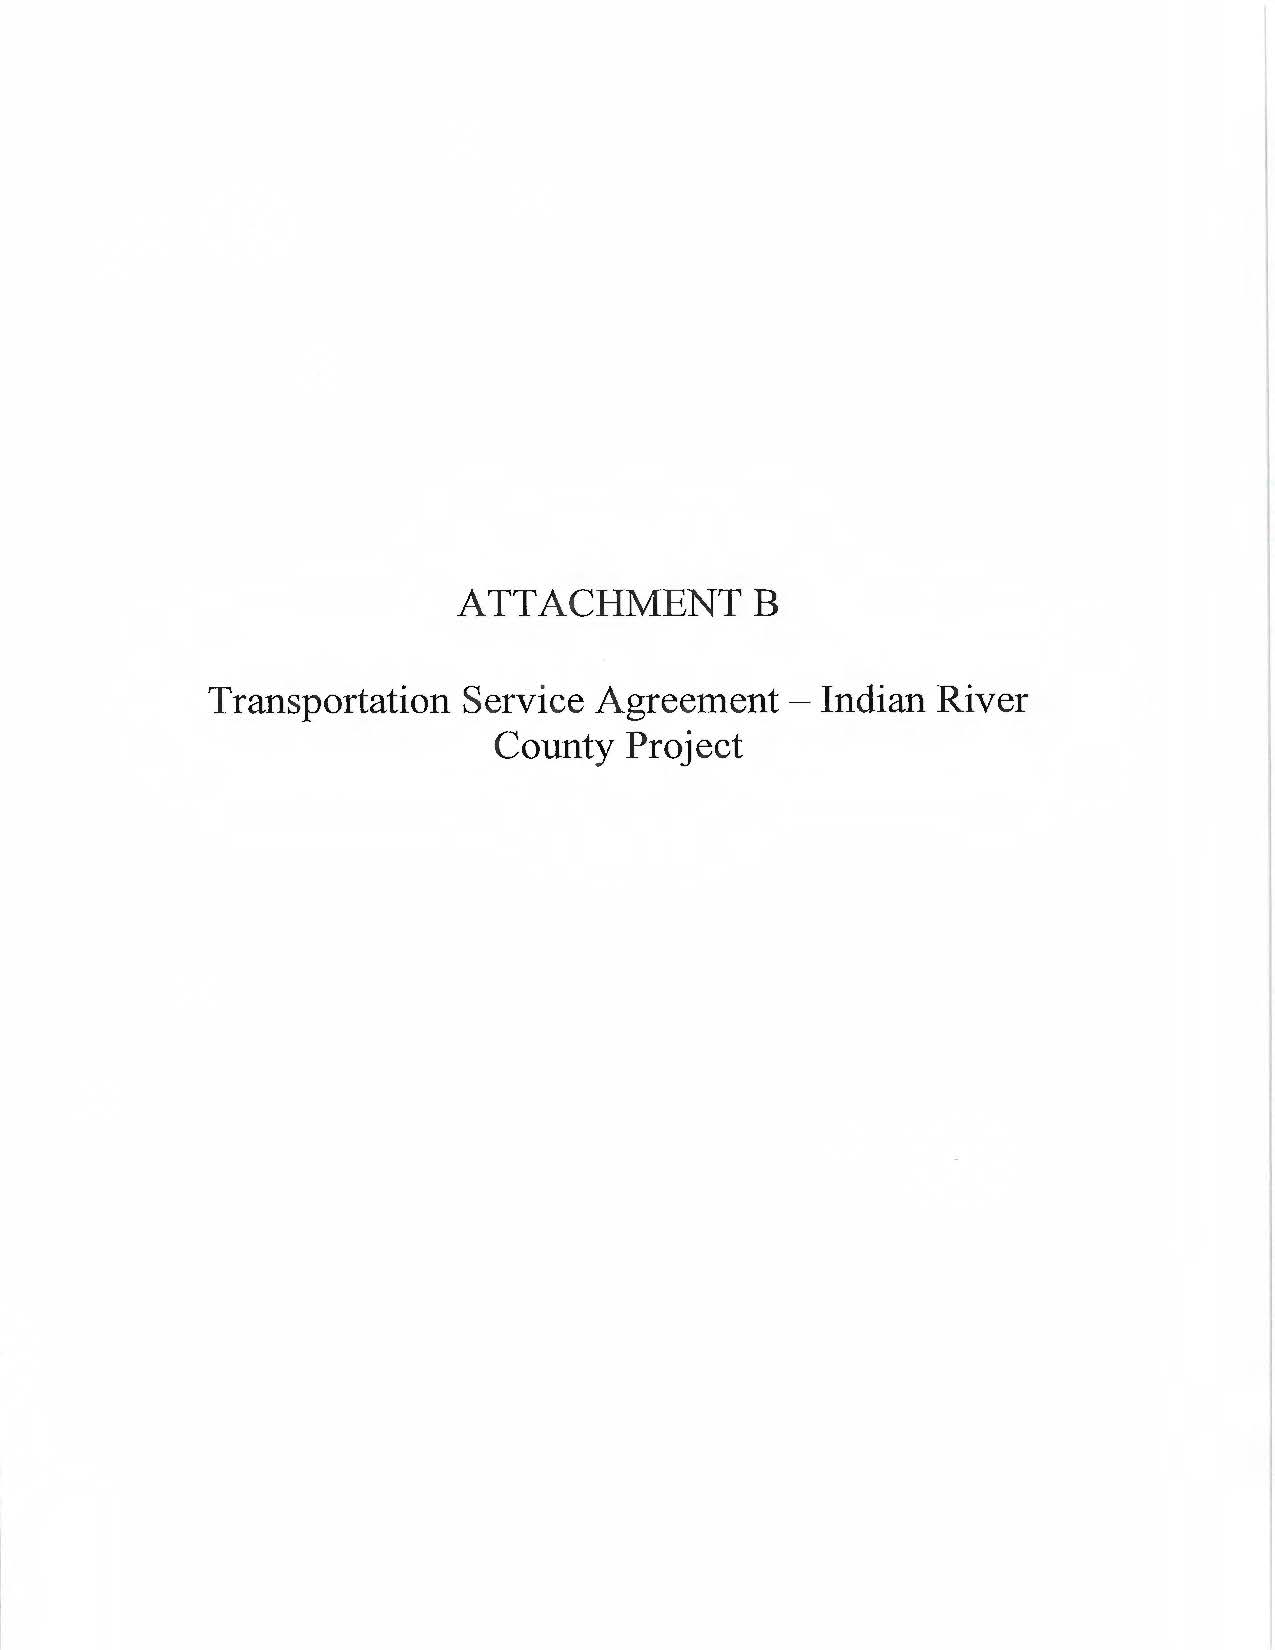 ATTACHMENT B
Transportation Service Agreement – Indian River
County Project